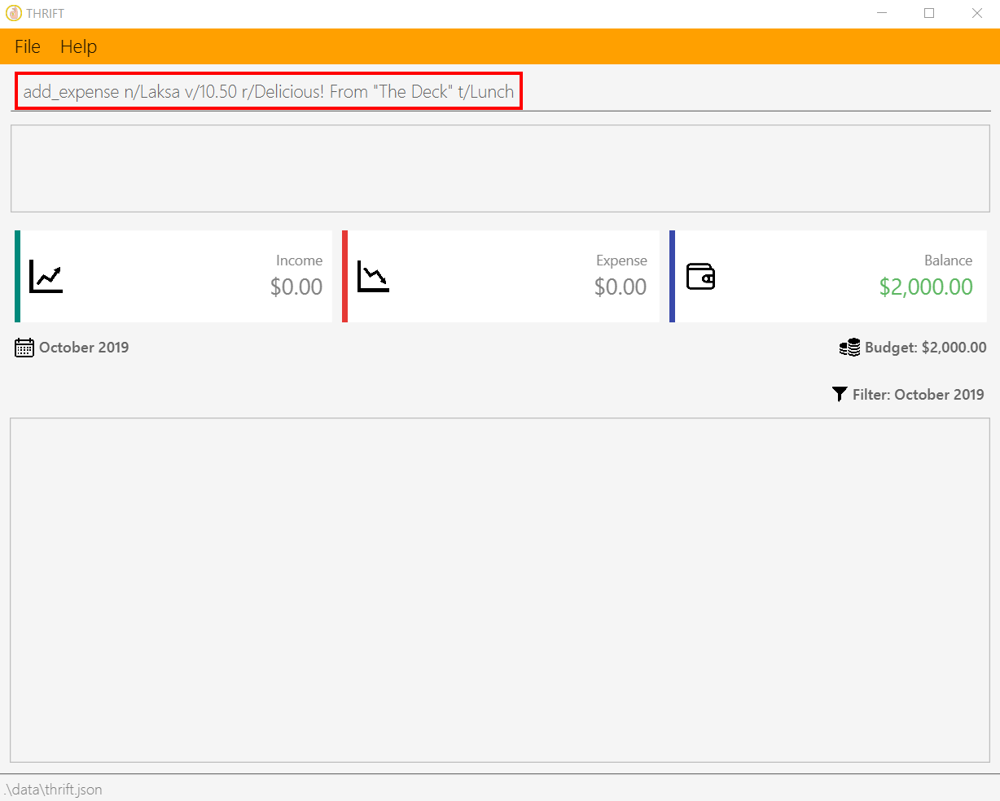 THRIFT
File Help
add_expense n/Laksa v/10.50 r/Delicious! From "The Deck" t/Lunch
Income
$0.00
Expense
$0.00
Balance
$2,000.00
October 2019
Budget: $2,000.00
Filter: October 2019
.\data\thrift.json